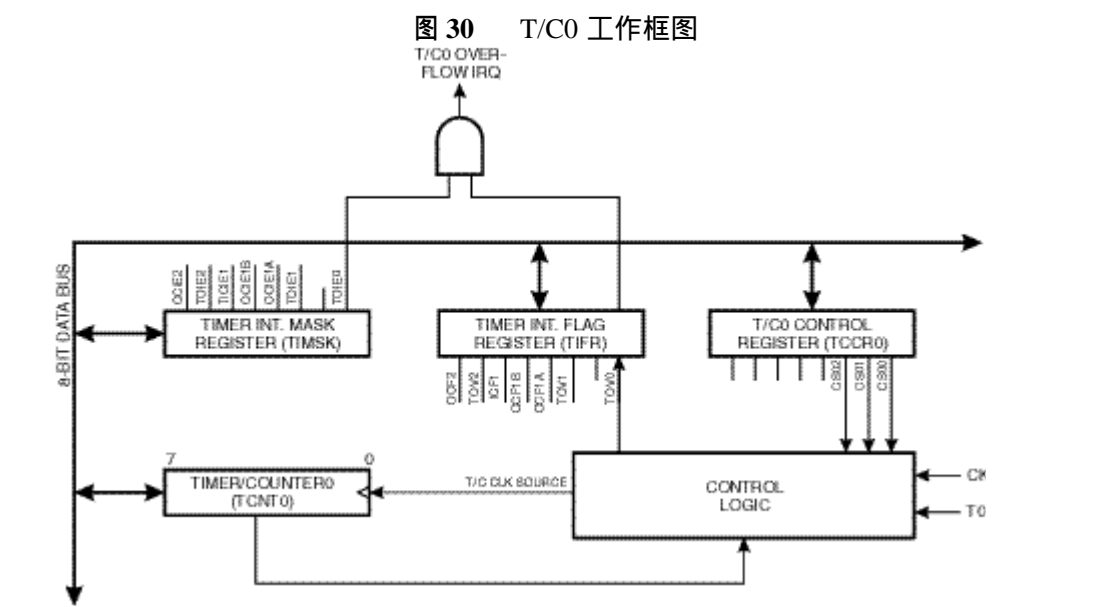 图 30 T/C0 工作框图
T/C0 OVER-
FLOW IRQ
8-BIT DATA BUS
OCIE2
TOIE2
TICIE1
OCIE1B
OCIE1A
TOIE1
TOIE0
TIMER INT. MASK
REGISTER (TIMSK)
TIMER INT. FLAG
REGISTER (TIFR)
T/C0 CONTROL
REGISTER (TCCR0)
OCF2
TOV2
ICF1
OCF1B
OCF1A
TOV1
TOV0
CS02
CS01
CS00
7 0
TIMER/COUNTER0
(TCNT0)
T/C CLK SOURCE
CONTROL
LOGIC
T0